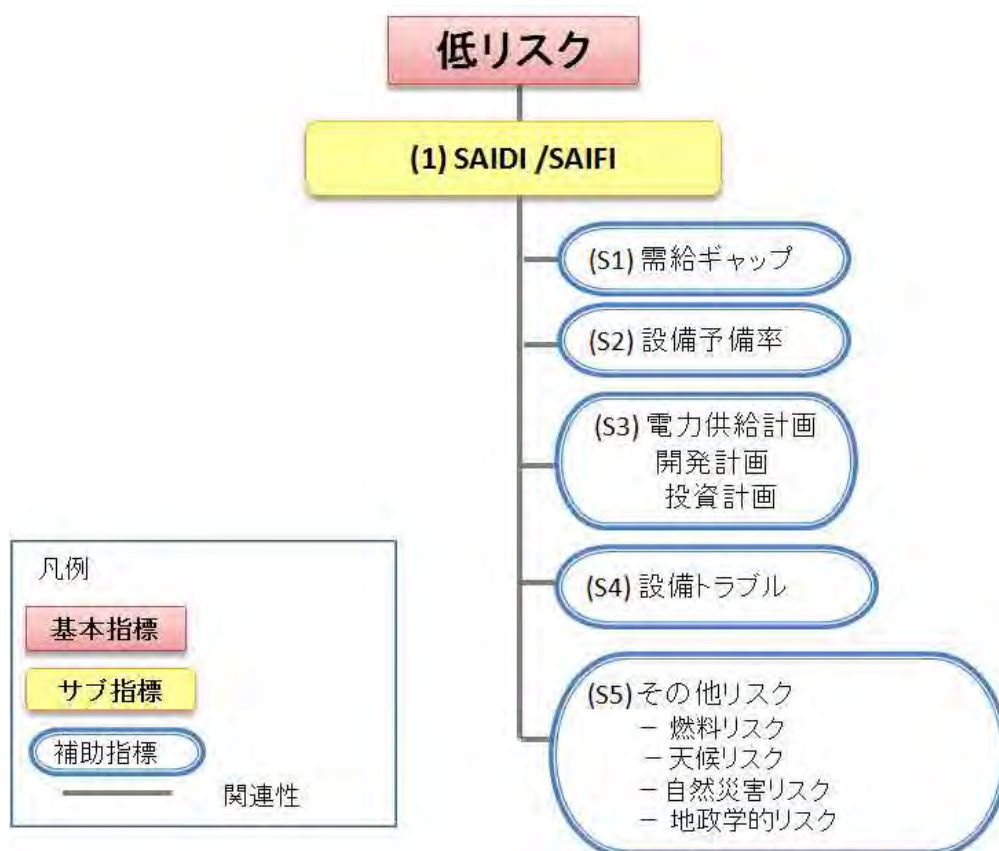 低リスク
(1) SAIDI /SAIFI
(S1) 需給ギャップ
(S2) 設備予備率
(S3) 電力供給計画
開発計画
投資計画
(S4) 設備トラブル
(S5) その他リスク
－ 燃料リスク
－ 天候リスク
－ 自然災害リスク
－ 地政学的リスク
凡例
基本指標
サブ指標
補助指標
関連性